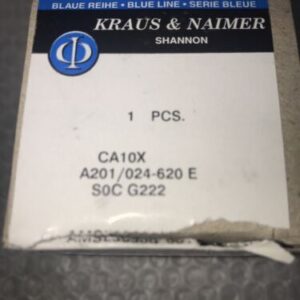 BLAUE REIHE • BLUE LINE • SERIE BLEUE
KRAUS & NAIMER
SHANNON
1 PCS.
CA10X
A201/024-620 E
S0C G222